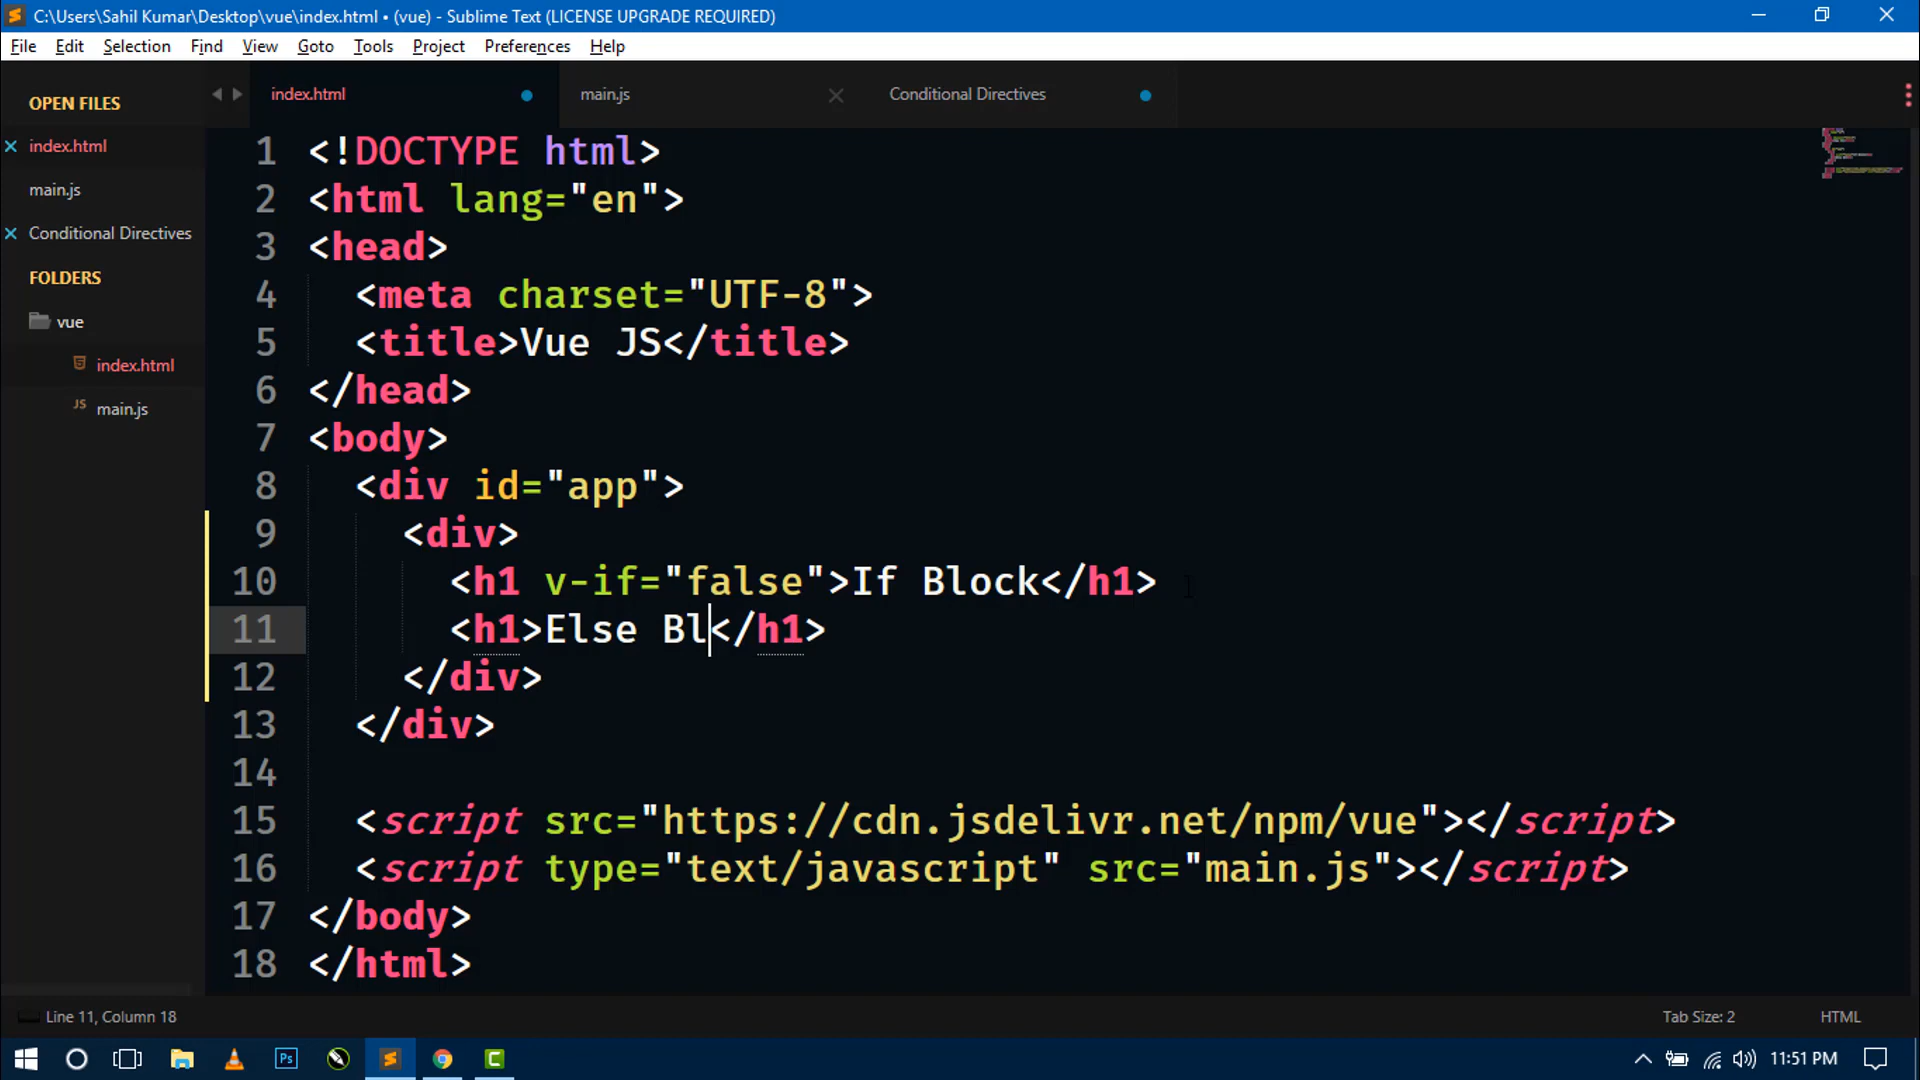 C:\Users\Sahil Kumar\Desktop\vue\index.html • (vue) - Sublime Text (LICENSE UPGRADE REQUIRED)
File Edit Selection Find View Goto Tools Project Preferences Help
OPEN FILES
index.html
main.js
Conditional Directives
FOLDERS
vue
index.html
JS main.js
index.html main.js Conditional Directives
1 <!DOCTYPE html>
2 <html lang="en">
3 <head>
4 <meta charset="UTF-8">
5 <title>Vue JS</title>
6 </head>
7 <body>
8 <div id="app">
9 <div>
10 <h1 v-if="false">If Block</h1>
11 <h1>Else Bl</h1>
12 </div>
13 </div>
14
15 <script src="https://cdn.jsdelivr.net/npm/vue"></script>
16 <script type="text/javascript" src="main.js"></script>
17 </body>
18 </html>
Line 11, Column 18 Tab Size: 2 HTML
Ps C 11:51 PM